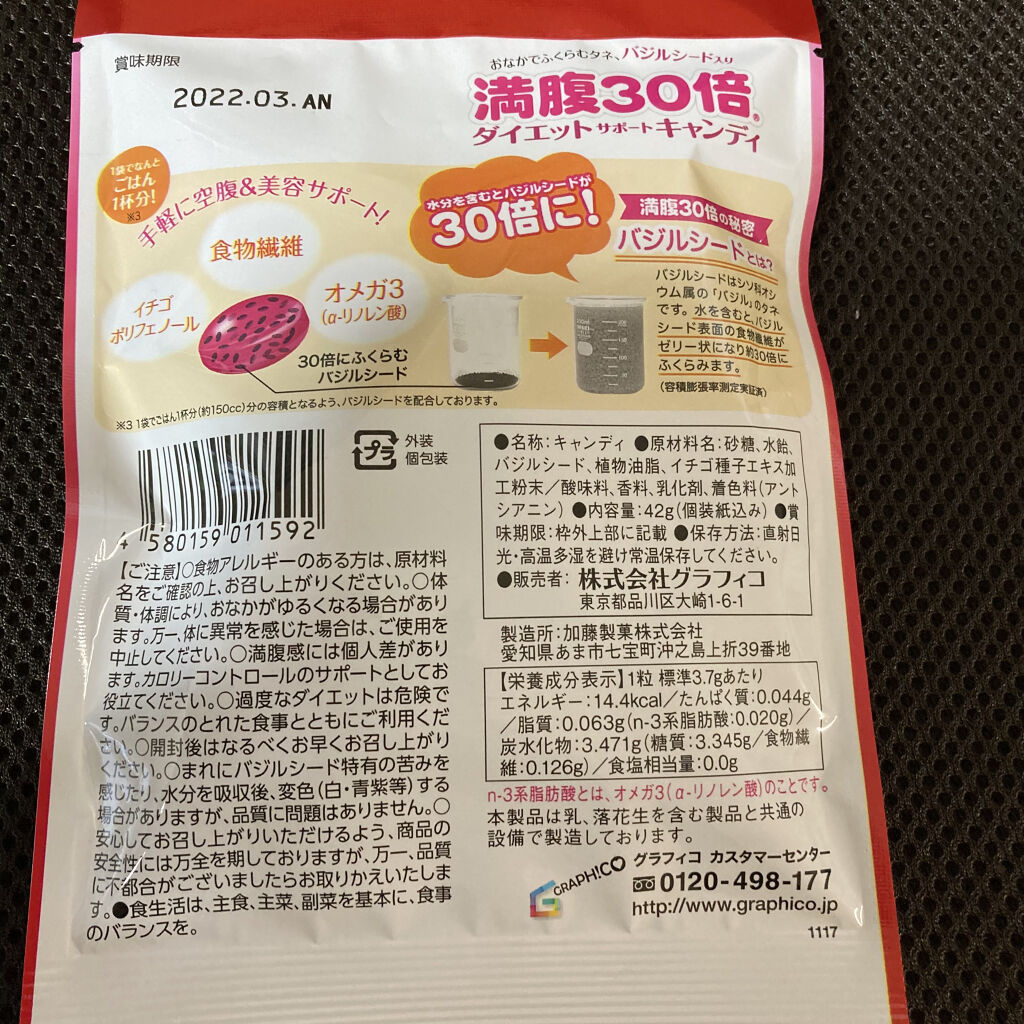 賞味期限
2022.03. AN
おなかでふくらむタネ、バジルシード入り
満腹30倍®
ダイエットサポートキャンディ
1袋でなんと
ごはん
1杯分!
※3
手軽に空腹&美容サポート!
食物繊維
イチゴ
ポリフェノール
オメガ3
(α-リノレン酸)
30倍にふくらむ
バジルシード
水分を含むとバジルシードが
30倍に!
満腹30倍の秘密
バジルシードとは?
バジルシードはシソ科オシ
ウム属の「バジル」のタネ
です。水を含むと、バジル
シード表面の食物繊維が
ゼリー状になり約30倍に
ふくらみます。
(容積膨張率測定実証済)
※3 1袋でごはん1杯分(約150cc)分の容積となるよう、バジルシードを配合しております。
4 580159 011592
プラ
外装
個包装
●名称:キャンディ ●原材料名:砂糖、水飴、
バジルシード、植物油脂、イチゴ種子エキス加
工粉末/酸味料、香料、乳化剤、着色料(アント
シアニン) ●内容量:42g(個装紙込み) ●賞
味期限:枠外上部に記載 ●保存方法:直射日
光・高温多湿を避け常温保存してください。
●販売者:株式会社グラフィコ
東京都品川区大崎1-6-1
製造所:加藤製菓株式会社
愛知県あま市七宝町沖之島上折39番地
【栄養成分表示】1粒 標準3.7gあたり
エネルギー:14.4kcal/たんぱく質:0.044g
/脂質:0.063g(n-3系脂肪酸:0.020g)/
炭水化物:3.471g(糖質:3.345g/食物繊
維:0.126g)/食塩相当量:0.0g
n-3系脂肪酸とは、オメガ3(α-リノレン酸)のことです。
本製品は乳、落花生を含む製品と共通の
設備で製造しております。
【ご注意】○食物アレルギーのある方は、原材料
名をご確認の上、お召し上がりください。○体
質・体調により、おなかがゆるくなる場合があり
ます。万一、体に異常を感じた場合は、ご使用を
中止してください。○満腹感には個人差があり
ます。カロリーコントロールのサポートとしてお
役立てください。○過度なダイエットは危険で
す。バランスのとれた食事とともにご利用くだ
さい。○開封後はなるべくお早くお召し上がり
ください。○まれにバジルシード特有の苦みを
感じたり、水分を吸収後、変色(白・青紫等)する
場合がありますが、品質に問題はありません。○
安心してお召し上がりいただけるよう、商品の
安全性には万全を期しておりますが、万一、品質
に不都合がございましたらお取りかえいたしま
す。●食生活は、主食、主菜、副菜を基本に、食事
のバランスを。
GRAPH!CO
グラフィコ カスタマーセンター
0120-498-177
http://www.graphico.jp
1117